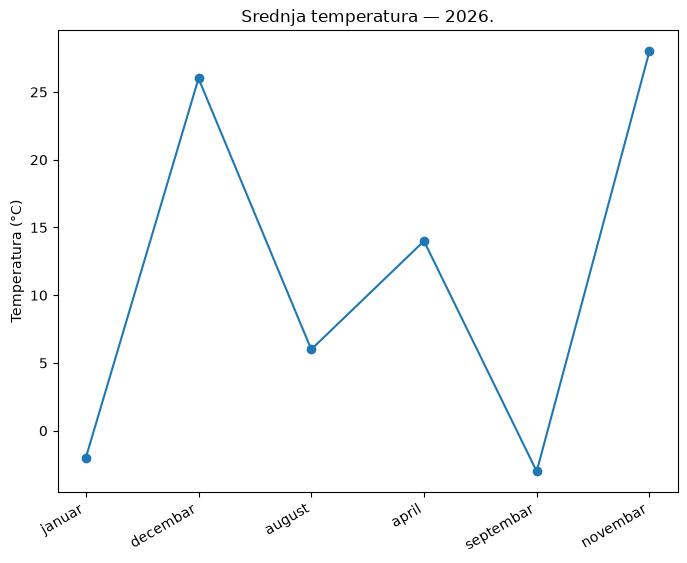 Srednja temperatura — 2026.
Temperatura (°C)
25
20
15
10
5
0
januar
decembar
august
april
septembar
novembar